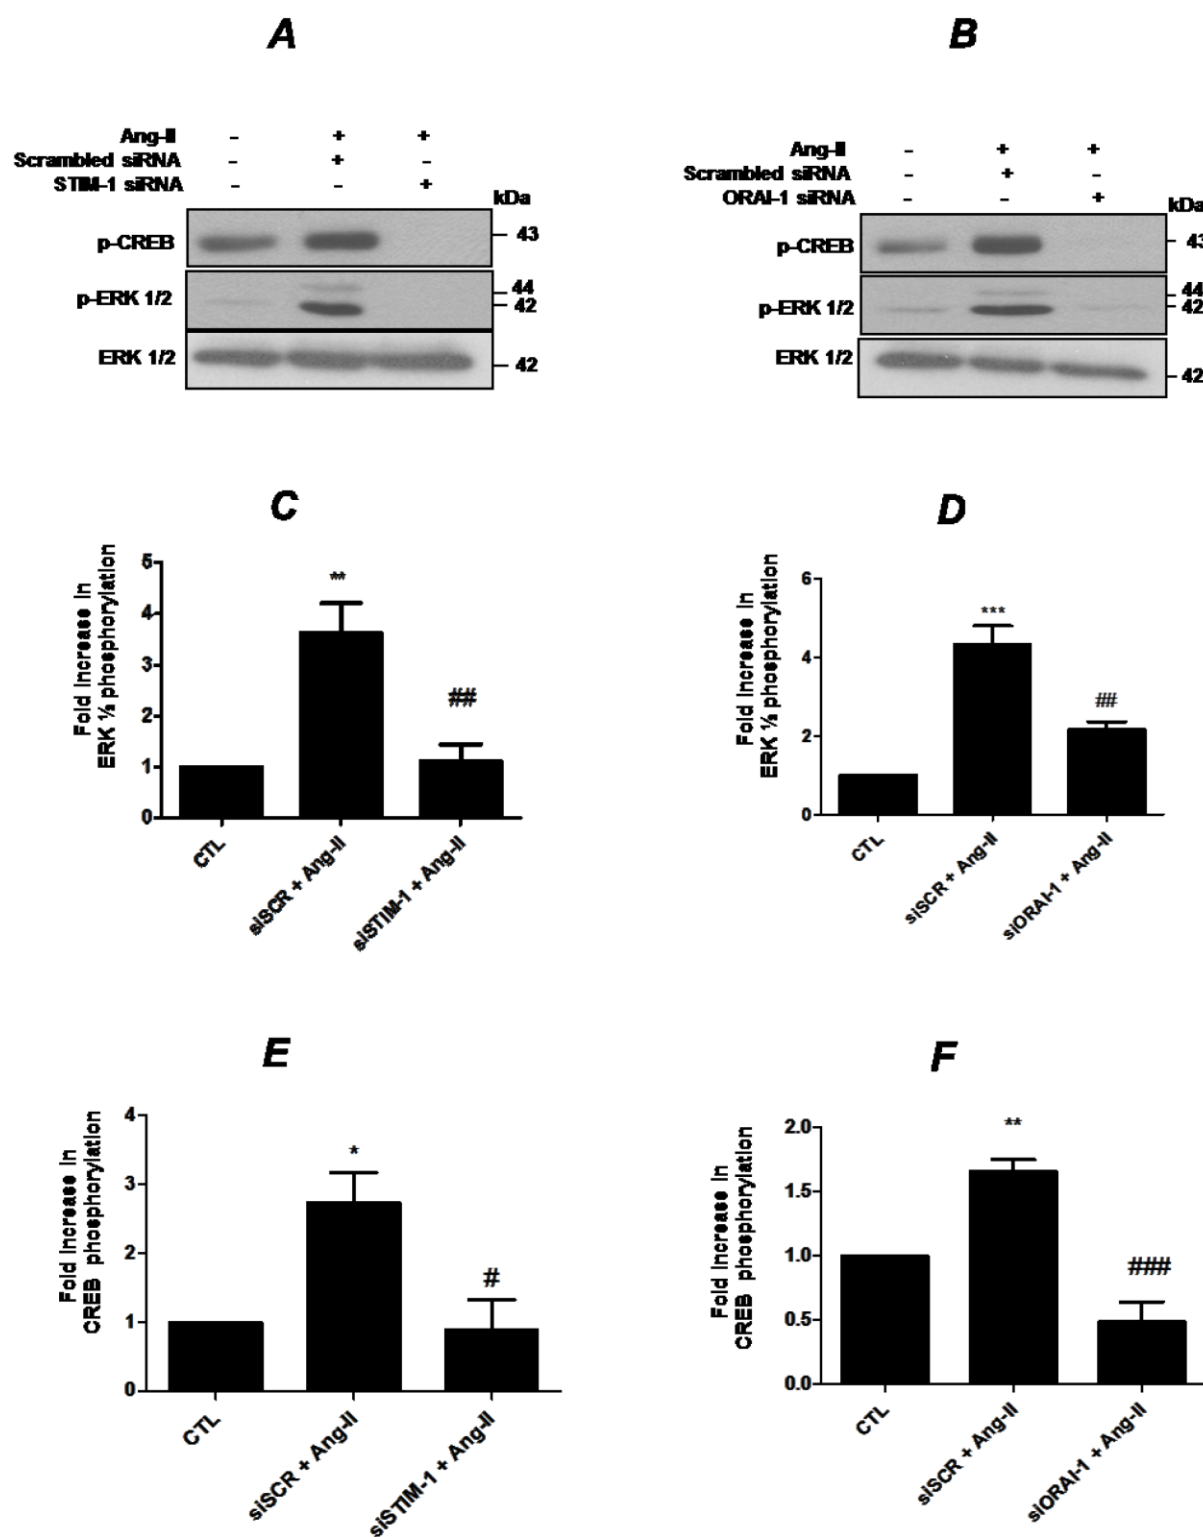 A
Ang-II - + +
Scrambled siRNA - + -
STIM-1 siRNA - - +
kDa
p-CREB 43
p-ERK 1/2 44
42
ERK 1/2 42
B
Ang-II - + +
Scrambled siRNA - + -
ORAI-1 siRNA - - +
kDa
p-CREB 43
p-ERK 1/2 44
42
ERK 1/2 42
C
Fold Increase in
ERK ½ phosphorylation
5
4
3
2
1
0
**
##
CTL
siSCR + Ang-II
siSTIM-1 + Ang-II
D
Fold Increase in
ERK ½ phosphorylation
6
4
2
0
***
##
CTL
siSCR + Ang-II
siORAI-1 + Ang-II
E
Fold Increase in
CREB phosphorylation
4
3
2
1
0
*
#
CTL
siSCR + Ang-II
siSTIM-1 + Ang-II
F
Fold Increase in
CREB phosphorylation
2.0
1.5
1.0
0.5
0.0
**
###
CTL
siSCR + Ang-II
siORAI-1 + Ang-II